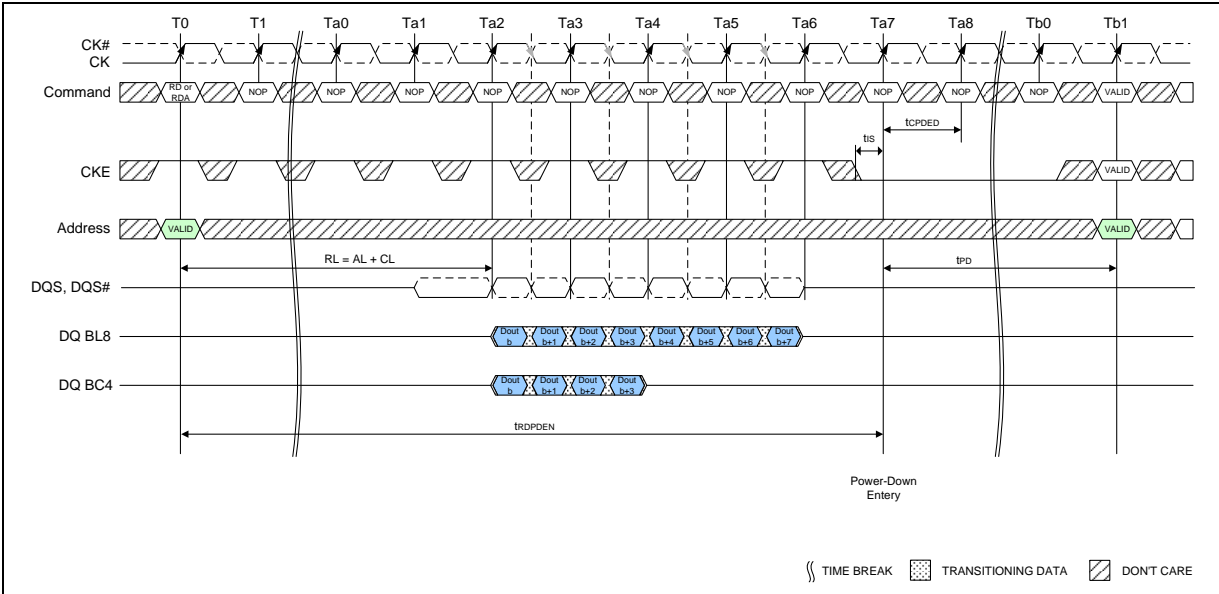 T0 T1 Ta0 Ta1 Ta2 Ta3 Ta4 Ta5 Ta6 Ta7 Ta8 Tb0 Tb1
CK#
CK
Command RD or RDA NOP NOP NOP NOP NOP NOP NOP NOP NOP NOP NOP VALID
tCPDED
tIS
CKE VALID
Address VALID VALID
RL = AL + CL tPD
DQS, DQS#
DQ BL8 Dout b Dout b+1 Dout b+2 Dout b+3 Dout b+4 Dout b+5 Dout b+6 Dout b+7
DQ BC4 Dout b Dout b+1 Dout b+2 Dout b+3
tRDPDEN
Power-Down
Entery
TIME BREAK TRANSITIONING DATA DON'T CARE